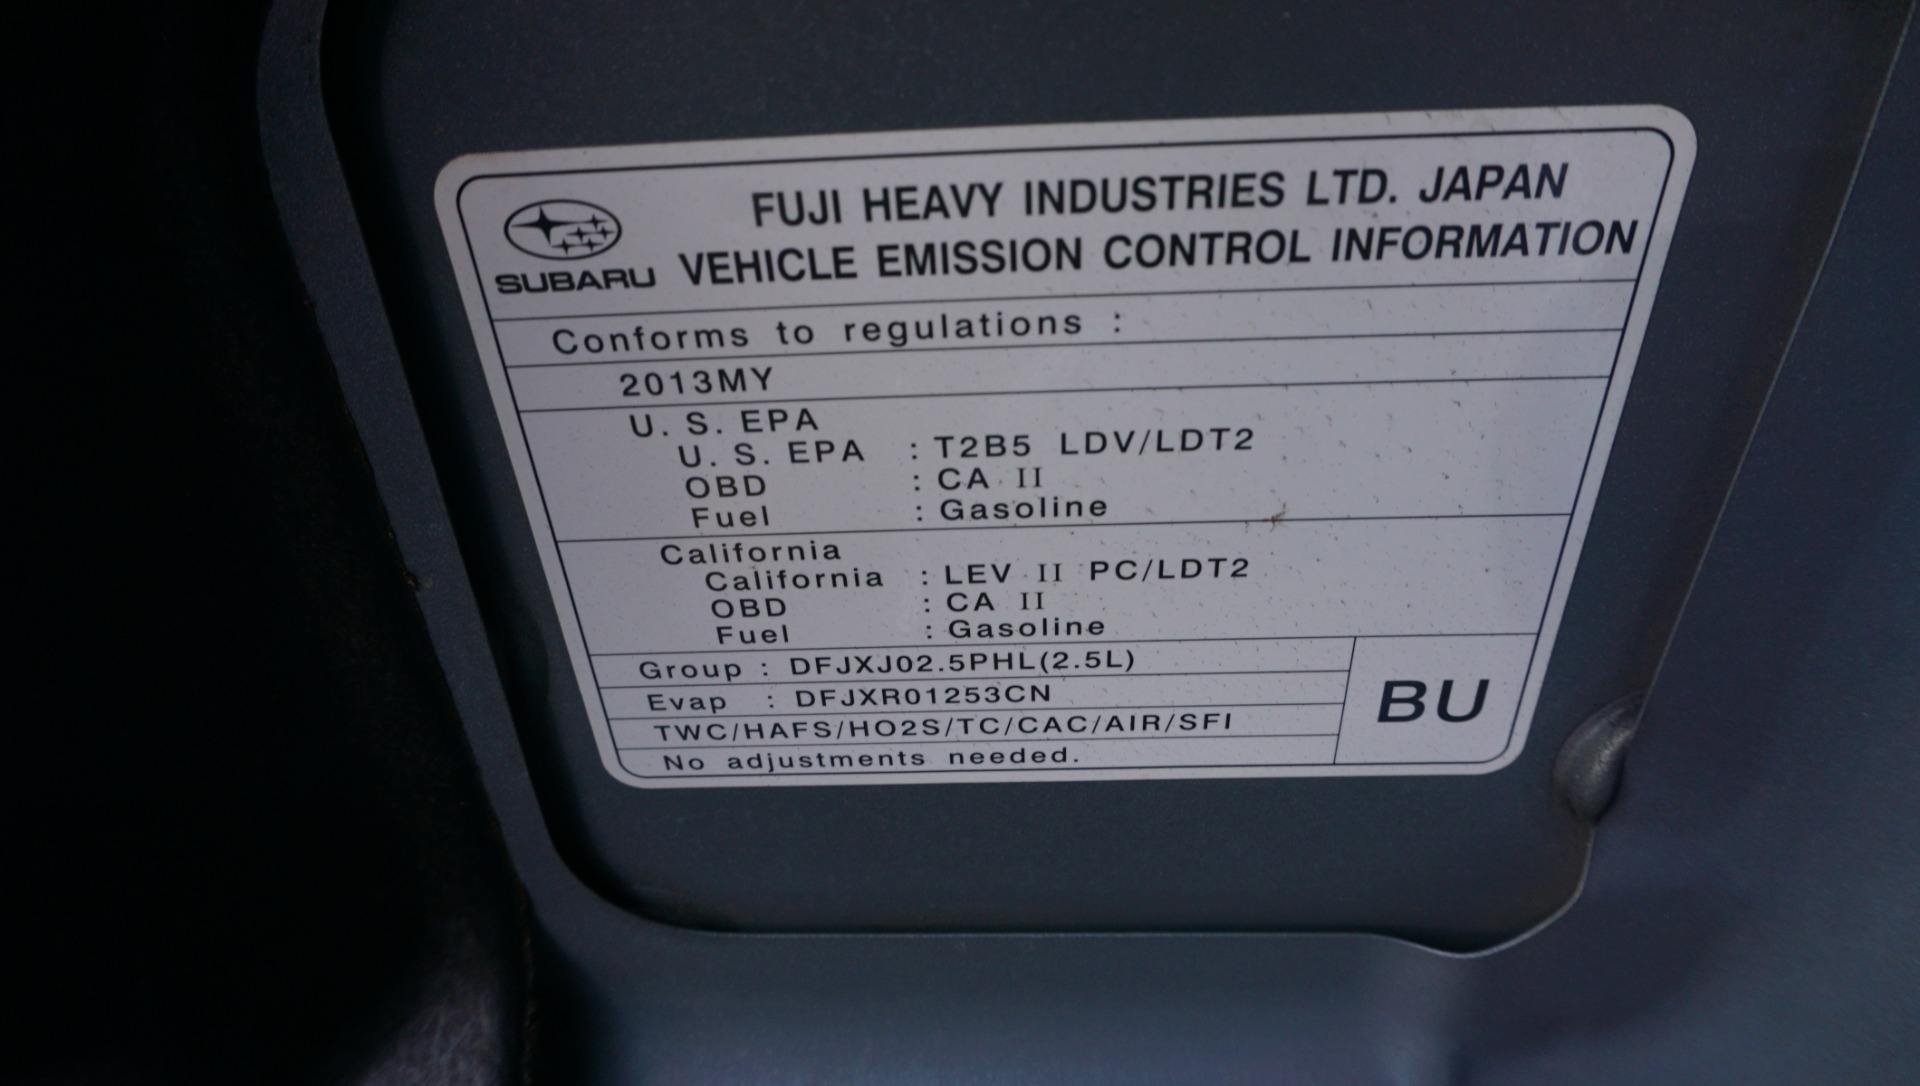 FUJI HEAVY INDUSTRIES LTD. JAPAN
SUBARU VEHICLE EMISSION CONTROL INFORMATION
Conforms to regulations :
2013MY
U. S. EPA
U. S. EPA : T2B5 LDV/LDT2
OBD : CA II
Fuel : Gasoline
California
California : LEV II PC/LDT2
OBD : CA II
Fuel : Gasoline
Group : DFJXJ02.5PHL(2.5L)
Evap : DFJXR01253CN
TWC/HAFS/HO2S/TC/CAC/AIR/SFI
No adjustments needed.
BU